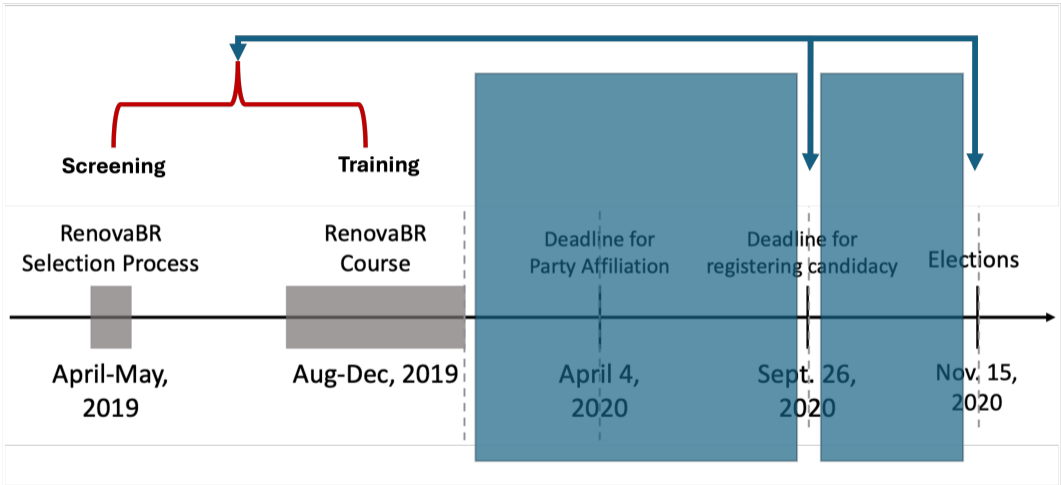 Screening
Training
RenovaBR
Selection Process
RenovaBR
Course
Deadline for
Party Affiliation
Deadline for
registering candidacy
Elections
April-May,
2019
Aug-Dec, 2019
April 4,
2020
Sept. 26,
2020
Nov. 15,
2020